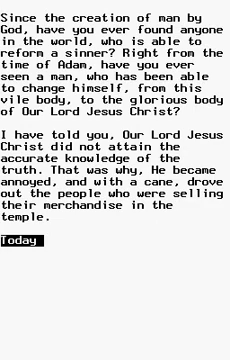 Since the creation of man by
God, have you ever found anyone
in the world, who is able to
reform a sinner? Right from the
time of Adam, have you ever
seen a man, who has been able
to change himself, from this
vile body, to the glorious body
of Our Lord Jesus Christ?
I have told you, Our Lord Jesus
Christ did not attain the
accurate knowledge of the
truth. That was why, He became
annoyed, and with a cane, drove
out the people who were selling
their merchandise in the
temple.
Today